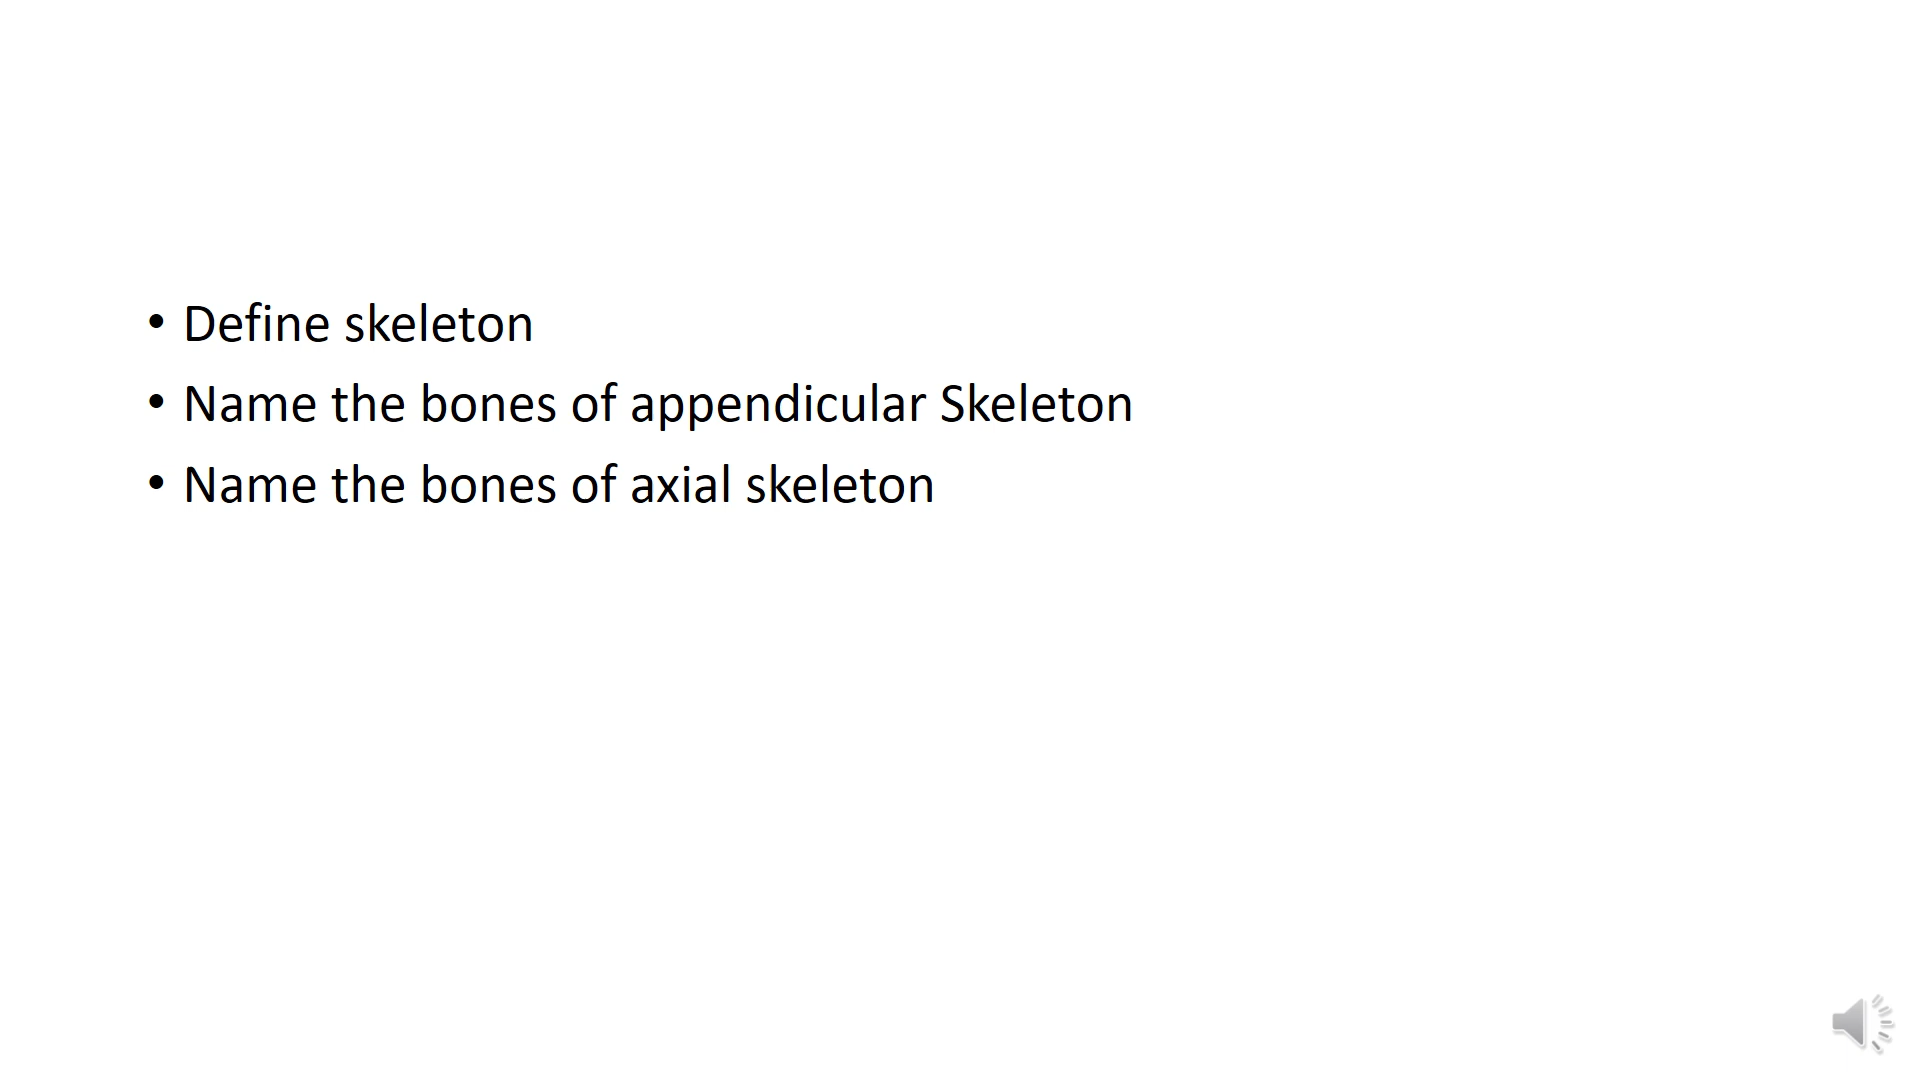 • Define skeleton
• Name the bones of appendicular Skeleton
• Name the bones of axial skeleton